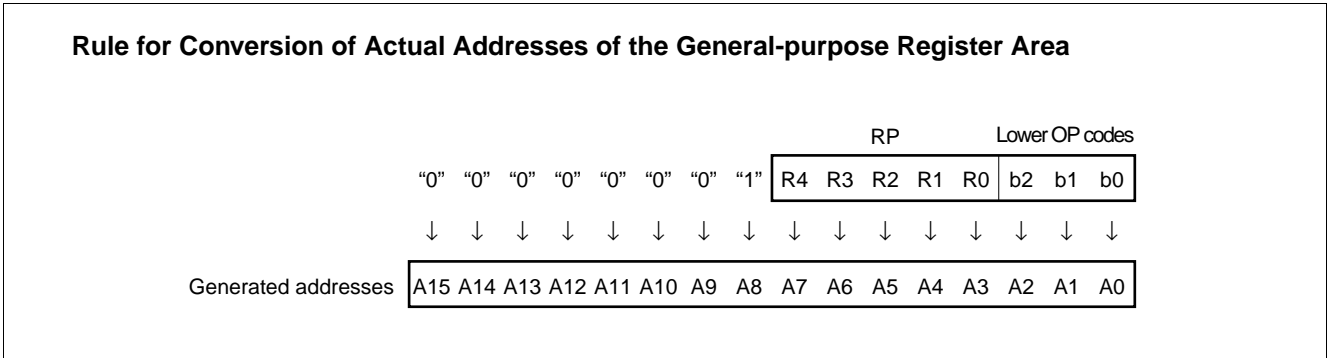 Rule for Conversion of Actual Addresses of the General-purpose Register Area
RP Lower OP codes
“0” “0” “0” “0” “0” “0” “0” “1” R4 R3 R2 R1 R0 b2 b1 b0
↓ ↓ ↓ ↓ ↓ ↓ ↓ ↓ ↓ ↓ ↓ ↓ ↓ ↓ ↓ ↓
Generated addresses A15 A14 A13 A12 A11 A10 A9 A8 A7 A6 A5 A4 A3 A2 A1 A0